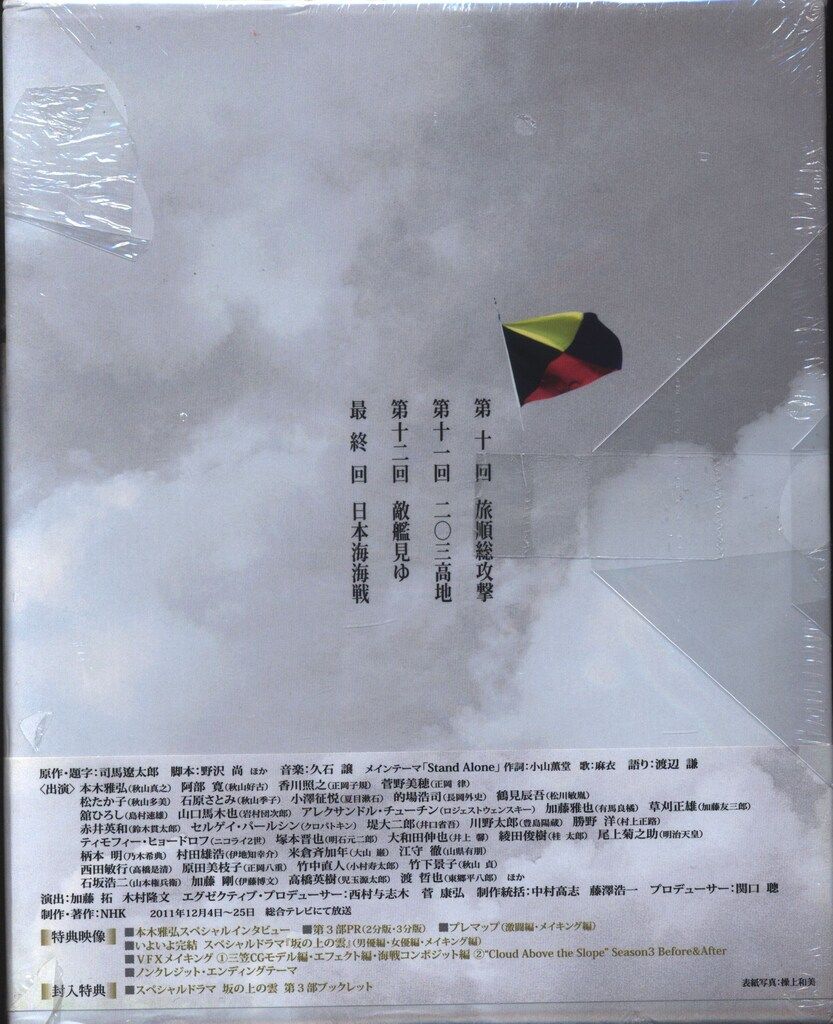 第十回 旅順総攻撃
第十一回 二〇三高地
第十二回 敵艦見ゆ
最終回 日本海海戦
原作・題字：司馬遼太郎 脚本：野沢 尚 ほか 音楽：久石 譲 メインテーマ「Stand Alone」作詞：小山薫堂 歌：麻衣 語り：渡辺 謙
〈出演〉本木雅弘(秋山真之) 阿部 寛(秋山好古) 香川照之(正岡子規) 菅野美穂(正岡 律)
松たか子(秋山多美) 石原さとみ(秋山季子) 小澤征悦(夏目漱石) 的場浩司(長岡外史) 鶴見辰吾(松川敏胤)
舘ひろし(島村速雄) 山口馬木也(岩村団次郎) アレクサンドル・チューチン(ロジェストウェンスキー) 加藤雅也(有馬良橘) 草刈正雄(加藤友三郎)
赤井英和(鈴木貫太郎) セルゲイ・パールシン(クロパトキン) 堤大二郎(井口省吾) 川野太郎(豊島陽蔵) 勝野 洋(村上正路)
ティモフィー・ヒョードロフ(ニコライ2世) 塚本晋也(明石元二郎) 大和田伸也(井上 馨) 綾田俊樹(桂 太郎) 尾上菊之助(明治天皇)
柄本 明(乃木希典) 村田雄浩(伊地知幸介) 米倉斉加年(大山 巌) 江守 徹(山県有朋)
西田敏行(高橋是清) 原田美枝子(正岡八重) 竹中直人(小村寿太郎) 竹下景子(秋山 貞)
石坂浩二(山本権兵衛) 加藤 剛(伊藤博文) 高橋英樹(児玉源太郎) 渡 哲也(東郷平八郎) ほか
演出：加藤 拓 木村隆文 エグゼクティブ・プロデューサー：西村与志木 菅 康弘 制作統括：中村高志 藤澤浩一 プロデューサー：関口 聰
制作・著作：NHK 2011年12月4日〜25日 総合テレビにて放送
特典映像 ■本木雅弘スペシャルインタビュー ■第3部PR(2分版・3分版) ■プレマップ(激闘編・メイキング編)
■いよいよ完結 スペシャルドラマ『坂の上の雲』(男優編・女優編・メイキング編)
■VFXメイキング ①三笠CGモデル編・エフェクト編・海戦コンポジット編 ②“Cloud Above the Slope” Season3 Before&After
■ノンクレジット・エンディングテーマ
封入特典 ■スペシャルドラマ 坂の上の雲 第3部ブックレット
表紙写真：操上和美